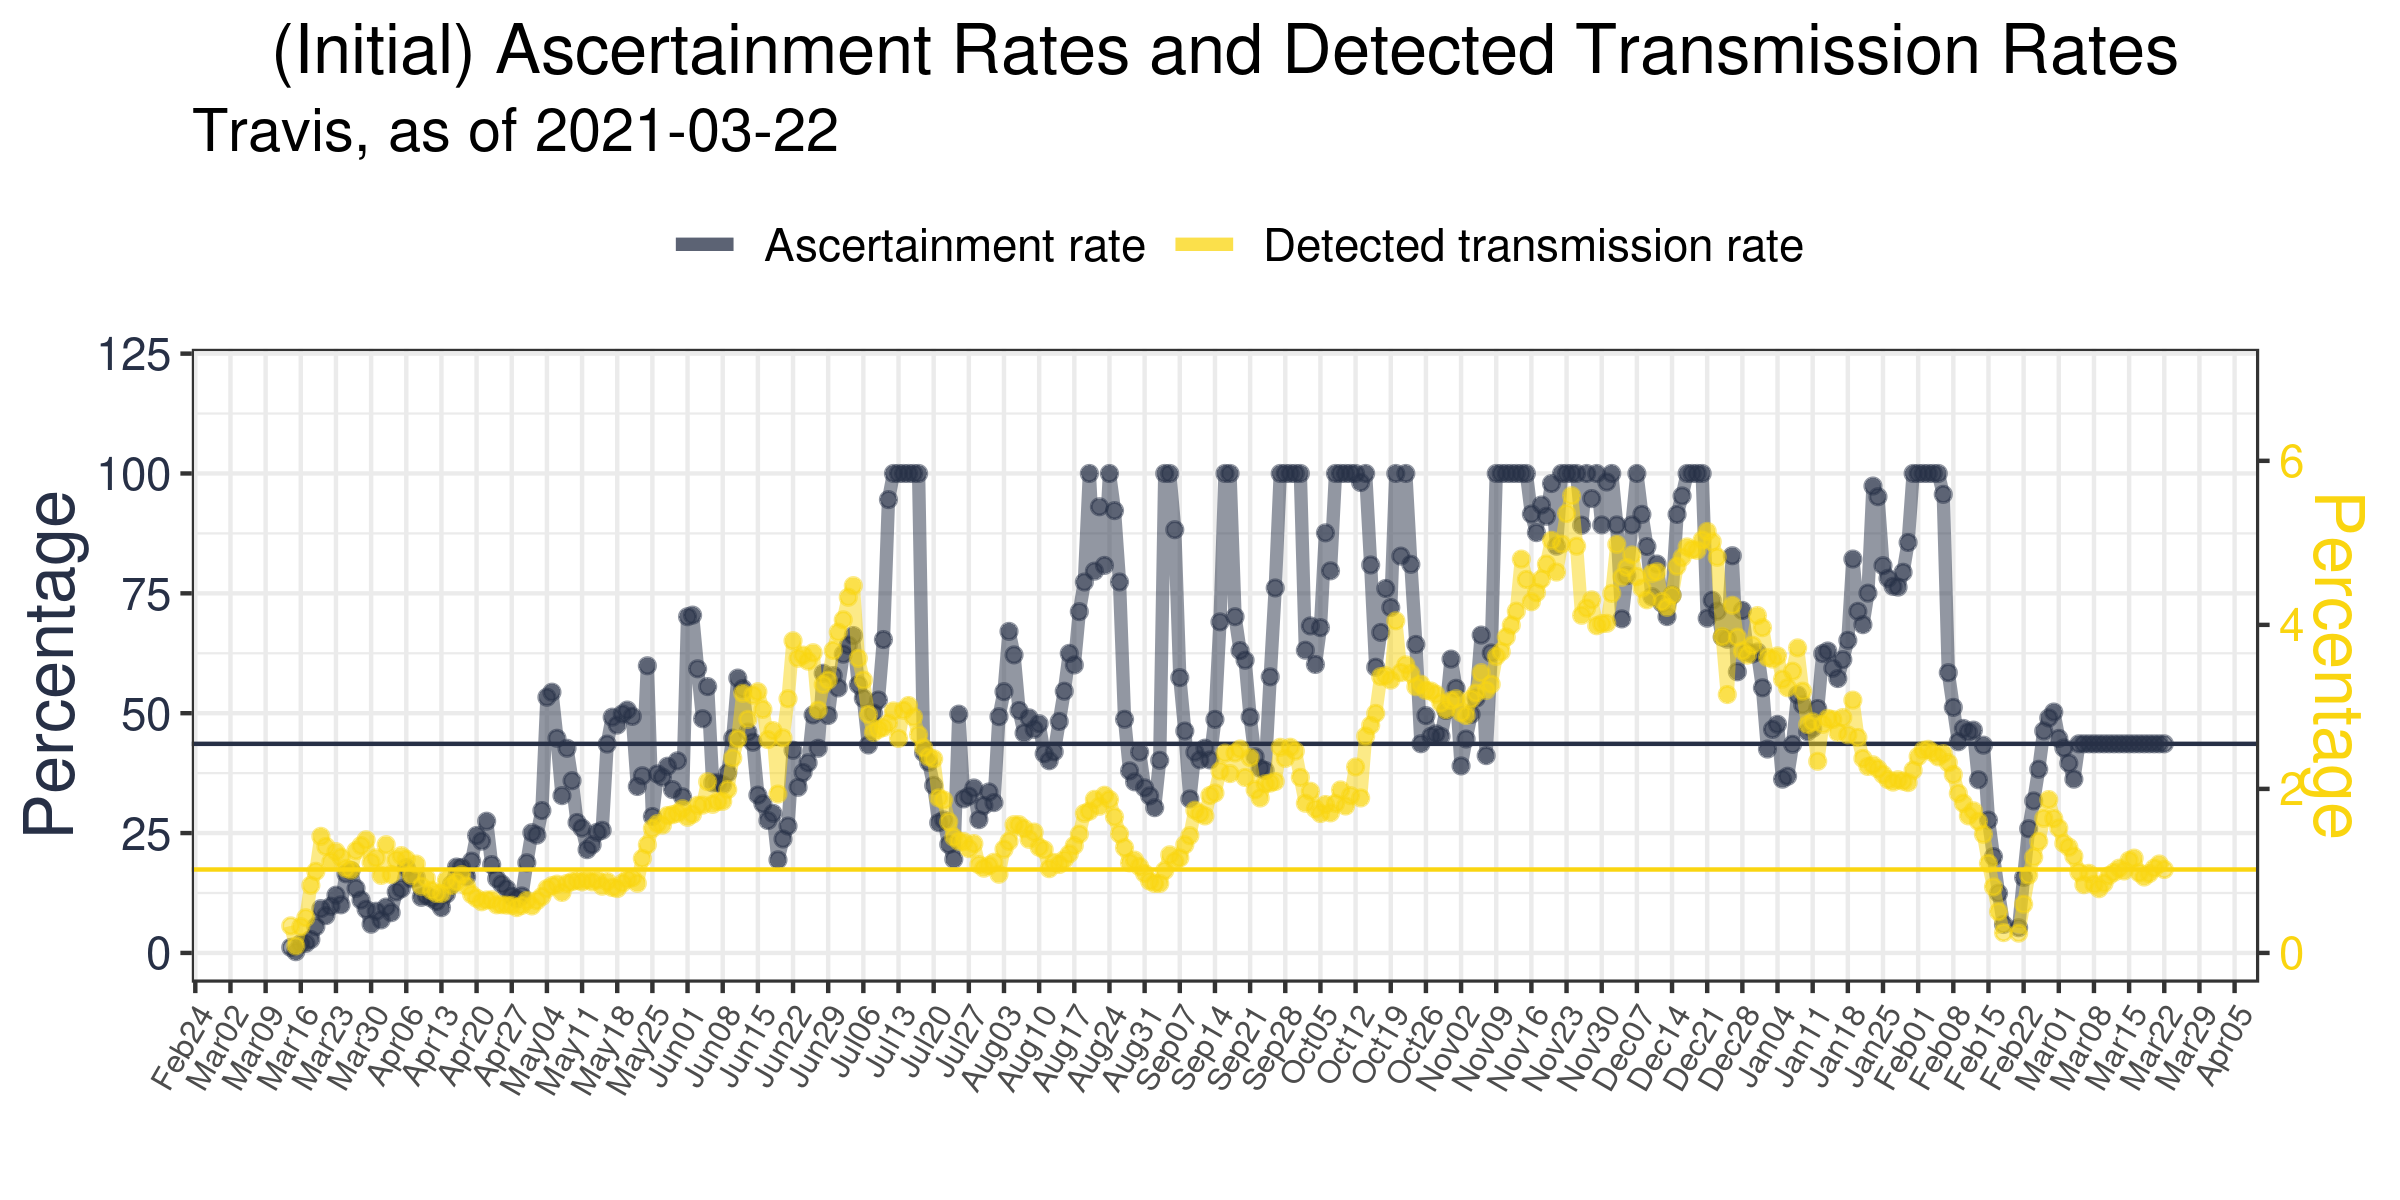 (Initial) Ascertainment Rates and Detected Transmission Rates
Travis, as of 2021-03-22
Ascertainment rate
Detected transmission rate
Percentage
125
100
75
50
25
0
6
4
2
0
Percentage
Feb24
Mar02
Mar09
Mar16
Mar23
Mar30
Apr06
Apr13
Apr20
Apr27
May04
May11
May18
May25
Jun01
Jun08
Jun15
Jun22
Jun29
Jul06
Jul13
Jul20
Jul27
Aug03
Aug10
Aug17
Aug24
Aug31
Sep07
Sep14
Sep21
Sep28
Oct05
Oct12
Oct19
Oct26
Nov02
Nov09
Nov16
Nov23
Nov30
Dec07
Dec14
Dec21
Dec28
Jan04
Jan11
Jan18
Jan25
Feb01
Feb08
Feb15
Feb22
Mar01
Mar08
Mar15
Mar22
Mar29
Apr05